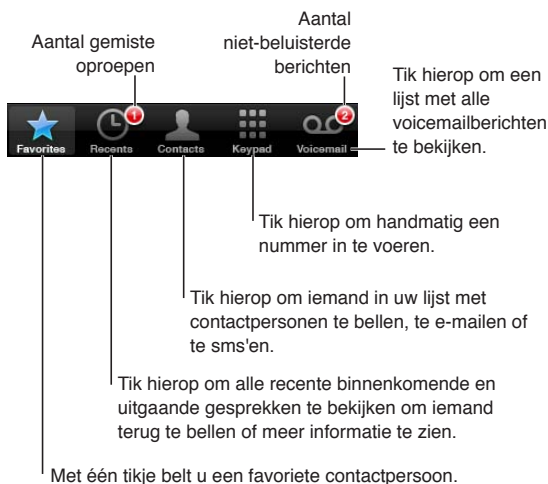 Aantal gemiste
oproepen
Aantal
niet-beluisterde
berichten
Tik hierop om een
lijst met alle
voicemailberichten
te bekijken.
1
2
Favorites
Recents
Contacts
Keypad
Voicemail
Tik hierop om handmatig een
nummer in te voeren.
Tik hierop om iemand in uw lijst met
contactpersonen te bellen, te e-mailen of
te sms'en.
Tik hierop om alle recente binnenkomende en
uitgaande gesprekken te bekijken om iemand
terug te bellen of meer informatie te zien.
Met één tikje belt u een favoriete contactpersoon.